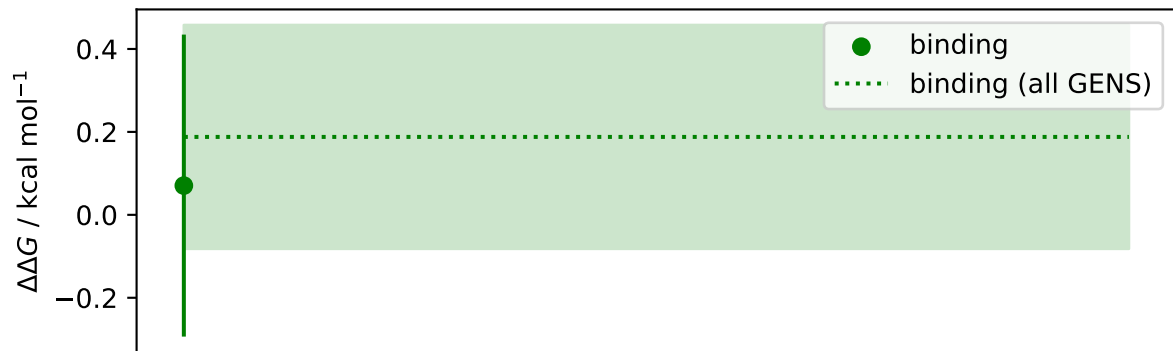 ΔΔG / kcal mol⁻¹
0.4
0.2
0.0
−0.2
binding
binding (all GENS)